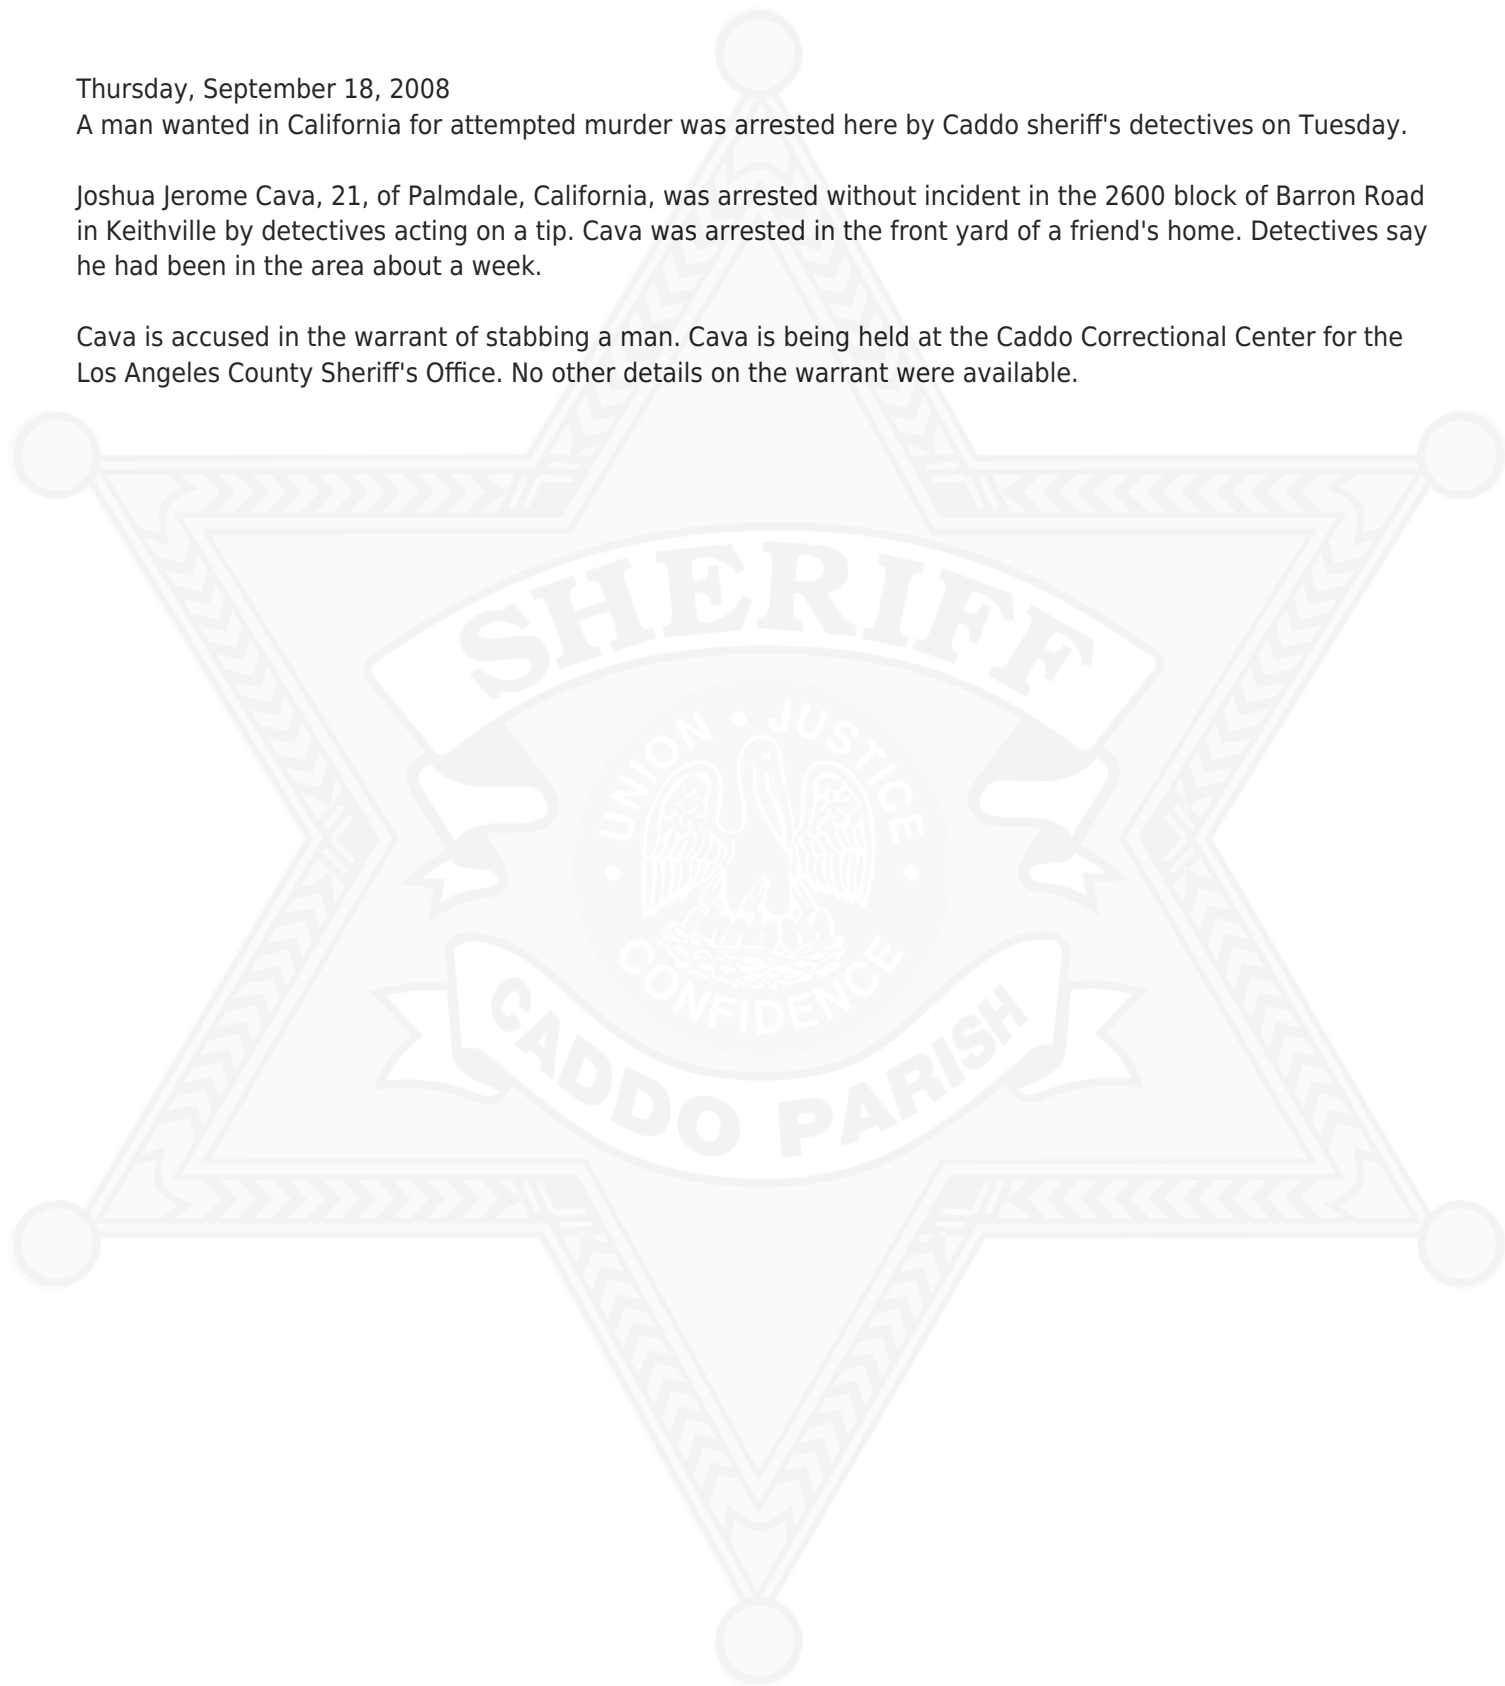 Thursday, September 18, 2008
A man wanted in California for attempted murder was arrested here by Caddo sheriff's detectives on Tuesday.
Joshua Jerome Cava, 21, of Palmdale, California, was arrested without incident in the 2600 block of Barron Road
in Keithville by detectives acting on a tip. Cava was arrested in the front yard of a friend's home. Detectives say
he had been in the area about a week.
Cava is accused in the warrant of stabbing a man. Cava is being held at the Caddo Correctional Center for the
Los Angeles County Sheriff's Office. No other details on the warrant were available.
SHERIFF
UNION • JUSTICE
• CONFIDENCE •
CADDO PARISH